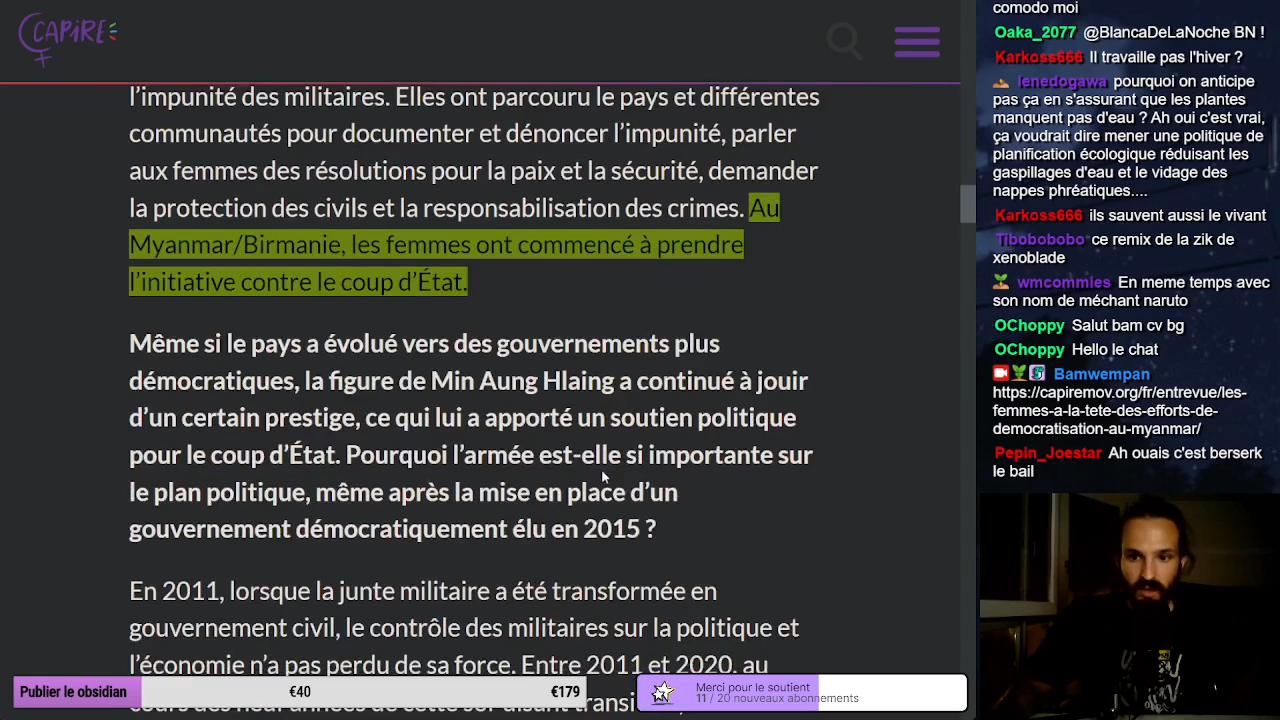 CAPiRE
l’impunité des militaires. Elles ont parcouru le pays et différentes
communautés pour documenter et dénoncer l’impunité, parler
aux femmes des résolutions pour la paix et la sécurité, demander
la protection des civils et la responsabilisation des crimes. Au
Myanmar/Birmanie, les femmes ont commencé à prendre
l’initiative contre le coup d’État.
Même si le pays a évolué vers des gouvernements plus
démocratiques, la figure de Min Aung Hlaing a continué à jouir
d’un certain prestige, ce qui lui a apporté un soutien politique
pour le coup d’État. Pourquoi l’armée est-elle si importante sur
le plan politique, même après la mise en place d’un
gouvernement démocratiquement élu en 2015 ?
En 2011, lorsque la junte militaire a été transformée en
gouvernement civil, le contrôle des militaires sur la politique et
l’économie n’a pas perdu de sa force. Entre 2011 et 2020, au
Publier le obsidian €40 €179
Merci pour le soutient
11 / 20 nouveaux abonnements
comodo moi
Oaka_2077 @BlancaDeLaNoche BN !
Karkoss666 Il travaille pas l'hiver ?
lenedogawa pourquoi on anticipe
pas ça en s'assurant que les plantes
manquent pas d'eau ? Ah oui c'est vrai,
ça voudrait dire mener une politique de
planification écologique réduisant les
gaspillages d'eau et le vidage des
nappes phréatiques....
Karkoss666 ils sauvent aussi le vivant
Tibobobobo ce remix de la zik de
xenoblade
wmcommies En meme temps avec
son nom de méchant naruto
OChoppy Salut bam cv bg
OChoppy Hello le chat
Bamwempan
https://capiremov.org/fr/entrevue/les-
femmes-a-la-tete-des-efforts-de-
democratisation-au-myanmar/
Pepin_Joestar Ah ouais c'est berserk
le bail